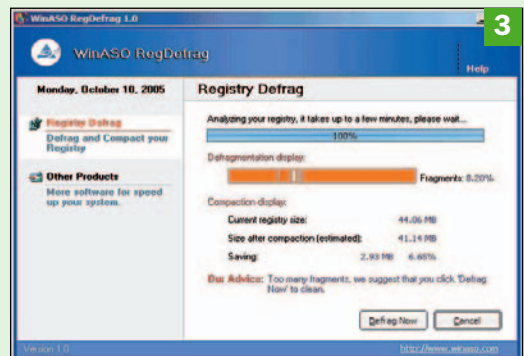 WinASO RegDefrag 1.0
3
WinASO RegDefrag
Help
Monday, October 10, 2005
Registry Defrag
Registry Defrag
Defrag and Compact your
Registry
Other Products
More software for speed
up your system.
Analyzing your registry, it takes up to a few minutes, please wait...
100%
Defragmentation display:
Fragments: 8.20%
Compaction display:
Current registry size: 44.06 MB
Size after compaction (estimated): 41.14 MB
Saving: 2.93 MB 6.65%
Our Advice: Too many fragments, we suggest that you click 'Defrag
Now' to clean.
Defrag Now
Cancel
Version 1.0
http://www.winaso.com